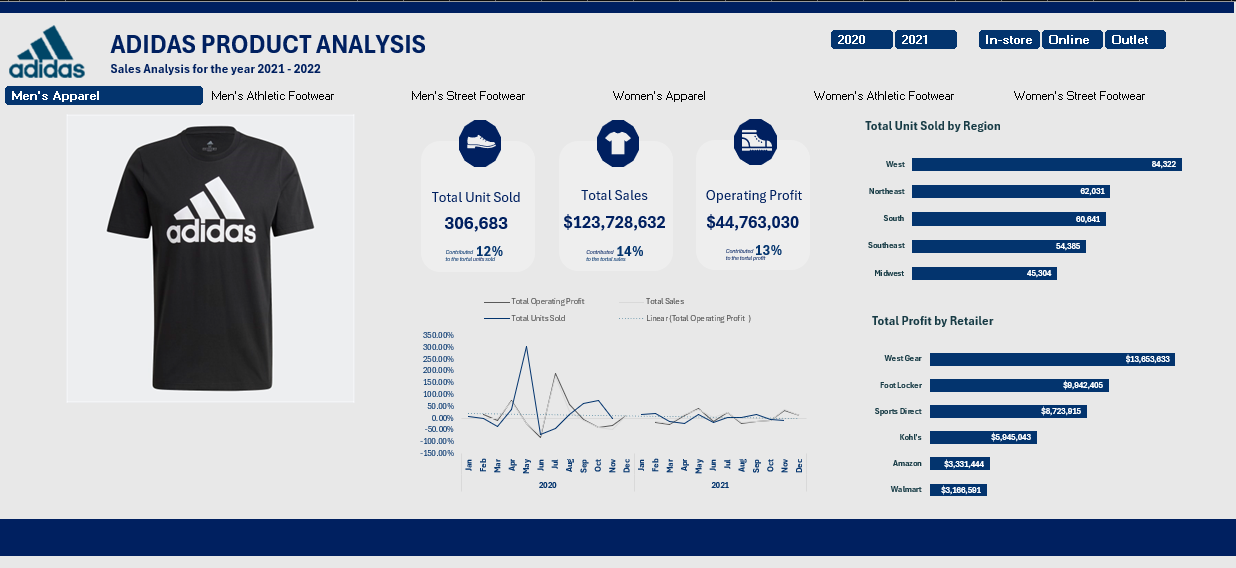 adidas
ADIDAS PRODUCT ANALYSIS
Sales Analysis for the year 2021 - 2022
2020
2021
In-store
Online
Outlet
Men's Apparel
Men's Athletic Footwear
Men's Street Footwear
Women's Apparel
Women's Athletic Footwear
Women's Street Footwear
adidas
Total Unit Sold
306,683
Contributed 12%
to the tortal units sold
Total Sales
$123,728,632
Contributed 14%
to the tortal sales
Operating Profit
$44,763,030
Contributed 13%
to the tortal profit
Total Operating Profit
Total Sales
Total Units Sold
Linear (Total Operating Profit )
350.00%
300.00%
250.00%
200.00%
150.00%
100.00%
50.00%
0.00%
-50.00%
-100.00%
-150.00%
Jan
Feb
Mar
Apr
May
Jun
Jul
Aug
Sep
Oct
Nov
Dec
Jan
Feb
Mar
Apr
May
Jun
Jul
Aug
Sep
Oct
Nov
Dec
2020
2021
Total Unit Sold by Region
West 84,322
Northeast 62,031
South 60,641
Southeast 54,385
Midwest 45,304
Total Profit by Retailer
West Gear $13,653,633
Foot Locker $9,942,405
Sports Direct $8,723,915
Kohl's $5,945,043
Amazon $3,331,444
Walmart $3,166,591